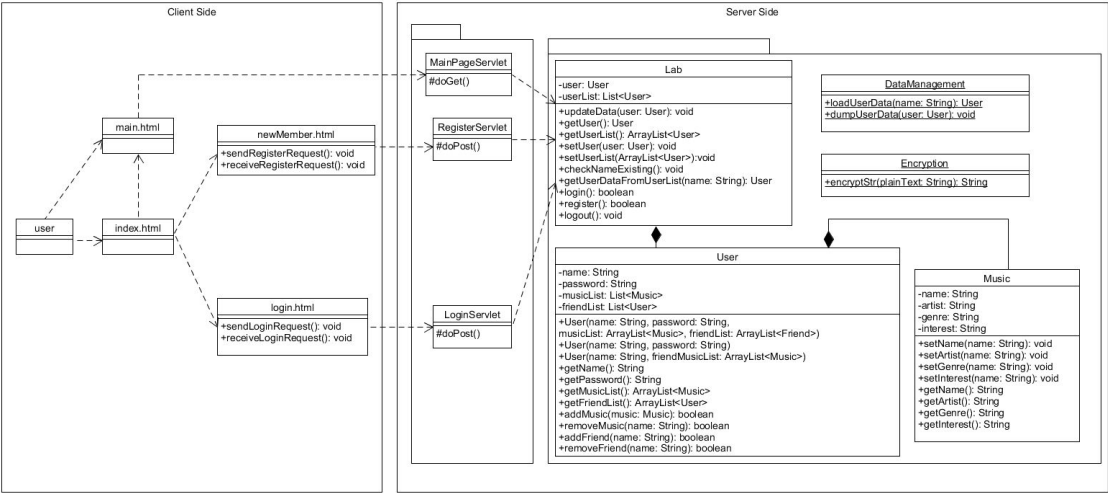 Client Side
main.html
user
index.html
newMember.html
+sendRegisterRequest(): void
+receiveRegisterRequest(): void
login.html
+sendLoginRequest(): void
+receiveLoginRequest(): void
Server Side
MainPageServlet
#doGet()
RegisterServlet
#doPost()
LoginServlet
#doPost()
Lab
-user: User
-userList: List<User>
+updateData(user: User): void
+getUser(): User
+getUserList(): ArrayList<User>
+setUser(user: User): void
+setUserList(ArrayList<User>):void
+checkNameExisting(): void
+getUserDataFromUserList(name: String): User
+login(): boolean
+register(): boolean
+logout(): void
DataManagement
+loadUserData(name: String): User
+dumpUserData(user: User): void
Encryption
+encryptStr(plainText: String): String
User
-name: String
-password: String
-musicList: List<Music>
-friendList: List<User>
+User(name: String, password: String,
musicList: ArrayList<Music>, friendList: ArrayList<Friend>)
+User(name: String, password: String)
+User(name: String, friendMusicList: ArrayList<Music>)
+getName(): String
+getPassword(): String
+getMusicList(): ArrayList<Music>
+getFriendList(): ArrayList<User>
+addMusic(music: Music): boolean
+removeMusic(name: String): boolean
+addFriend(name: String): boolean
+removeFriend(name: String): boolean
Music
-name: String
-artist: String
-genre: String
-interest: String
+setName(name: String): void
+setArtist(name: String): void
+setGenre(name: String): void
+setInterest(name: String): void
+getName(): String
+getArtist(): String
+getGenre(): String
+getInterest(): String